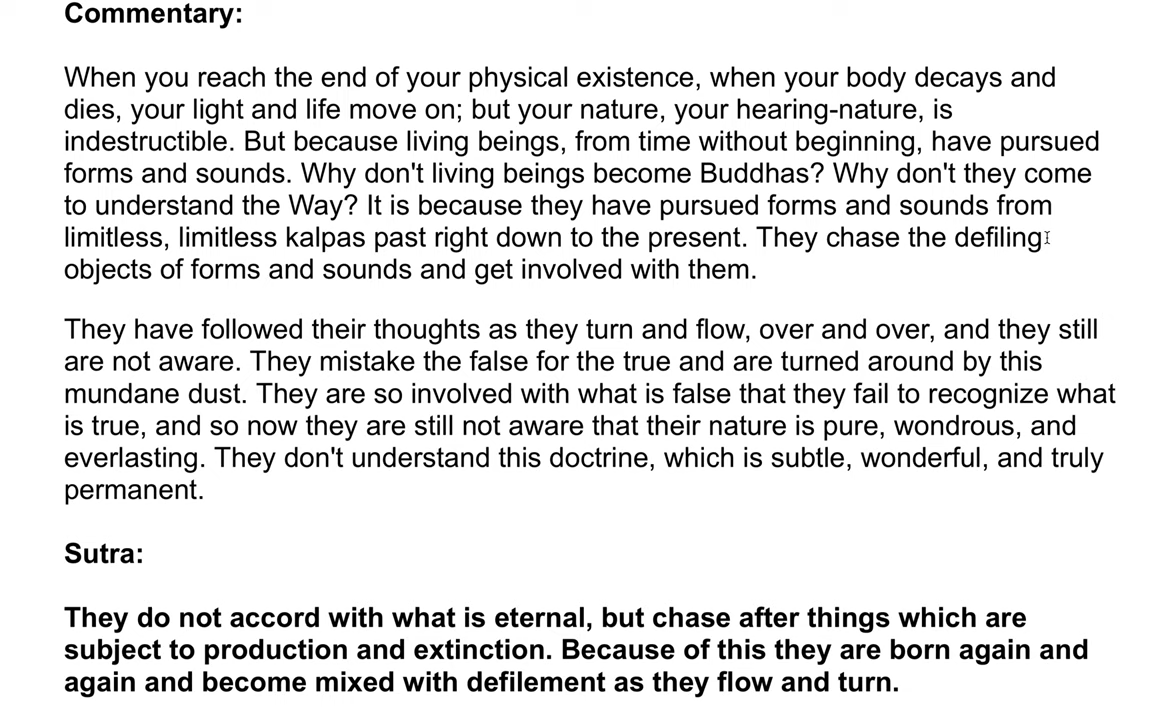 Commentary:
When you reach the end of your physical existence, when your body decays and
dies, your light and life move on; but your nature, your hearing-nature, is
indestructible. But because living beings, from time without beginning, have pursued
forms and sounds. Why don't living beings become Buddhas? Why don't they come
to understand the Way? It is because they have pursued forms and sounds from
limitless, limitless kalpas past right down to the present. They chase the defiling
objects of forms and sounds and get involved with them.
They have followed their thoughts as they turn and flow, over and over, and they still
are not aware. They mistake the false for the true and are turned around by this
mundane dust. They are so involved with what is false that they fail to recognize what
is true, and so now they are still not aware that their nature is pure, wondrous, and
everlasting. They don't understand this doctrine, which is subtle, wonderful, and truly
permanent.
Sutra:
They do not accord with what is eternal, but chase after things which are
subject to production and extinction. Because of this they are born again and
again and become mixed with defilement as they flow and turn.